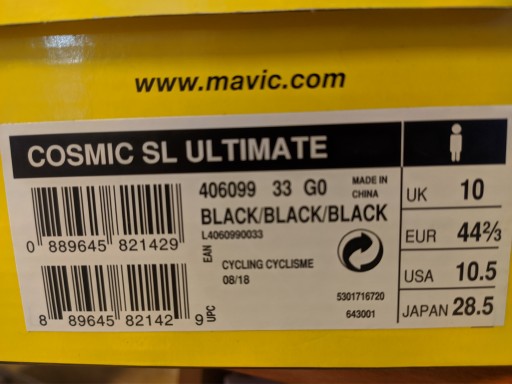 www.mavic.com
COSMIC SL ULTIMATE
406099 33 G0
MADE IN
CHINA
BLACK/BLACK/BLACK
L4060990033
0 889645 821429
EAN
CYCLING CYCLISME
08/18
5301716720
643001
8 89645 82142 9
UPC
UK 10
EUR 44⅔
USA 10.5
JAPAN 28.5